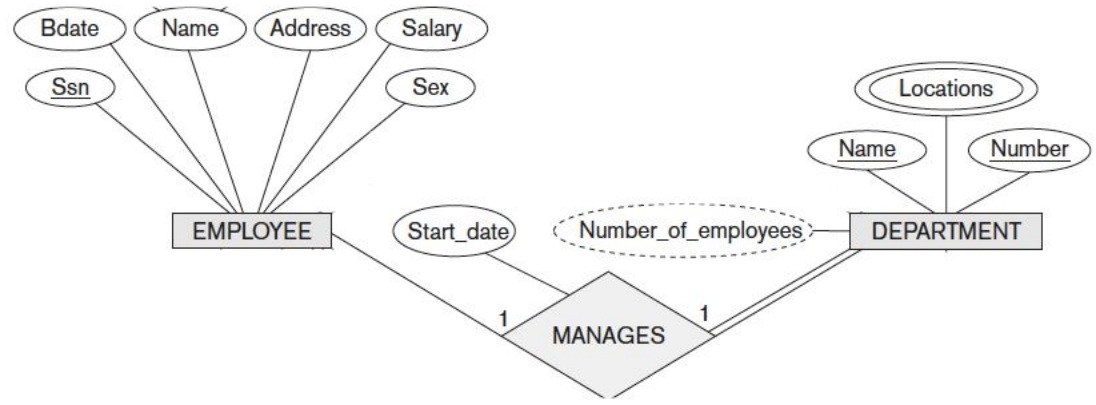 Bdate
Name
Address
Salary
Ssn
Sex
Locations
Name
Number
EMPLOYEE
Start_date
Number_of_employees
DEPARTMENT
1
1
MANAGES